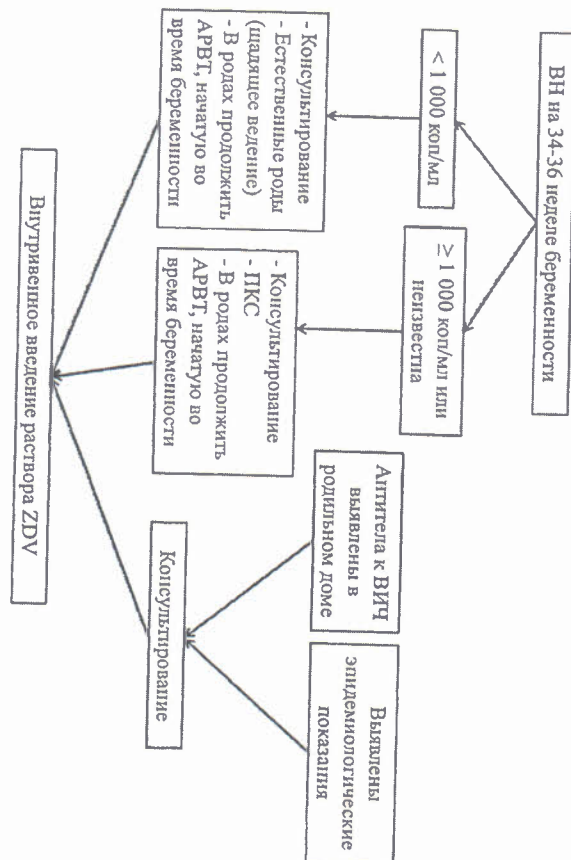 ВН на 34-36 неделе беременности
< 1 000 коп/мл
≥ 1 000 коп/мл или
неизвестна
Антитела к ВИЧ
выявлены в
родильном доме
Выявлены
эпидемиологические
показания
- Консультирование
- Естественные роды
(щадящее ведение)
- В родах продолжить
АРВТ, начатую во
время беременности
- Консультирование
- ПКС
- В родах продолжить
АРВТ, начатую во
время беременности
Консультирование
Внутривенное введение раствора ZDV